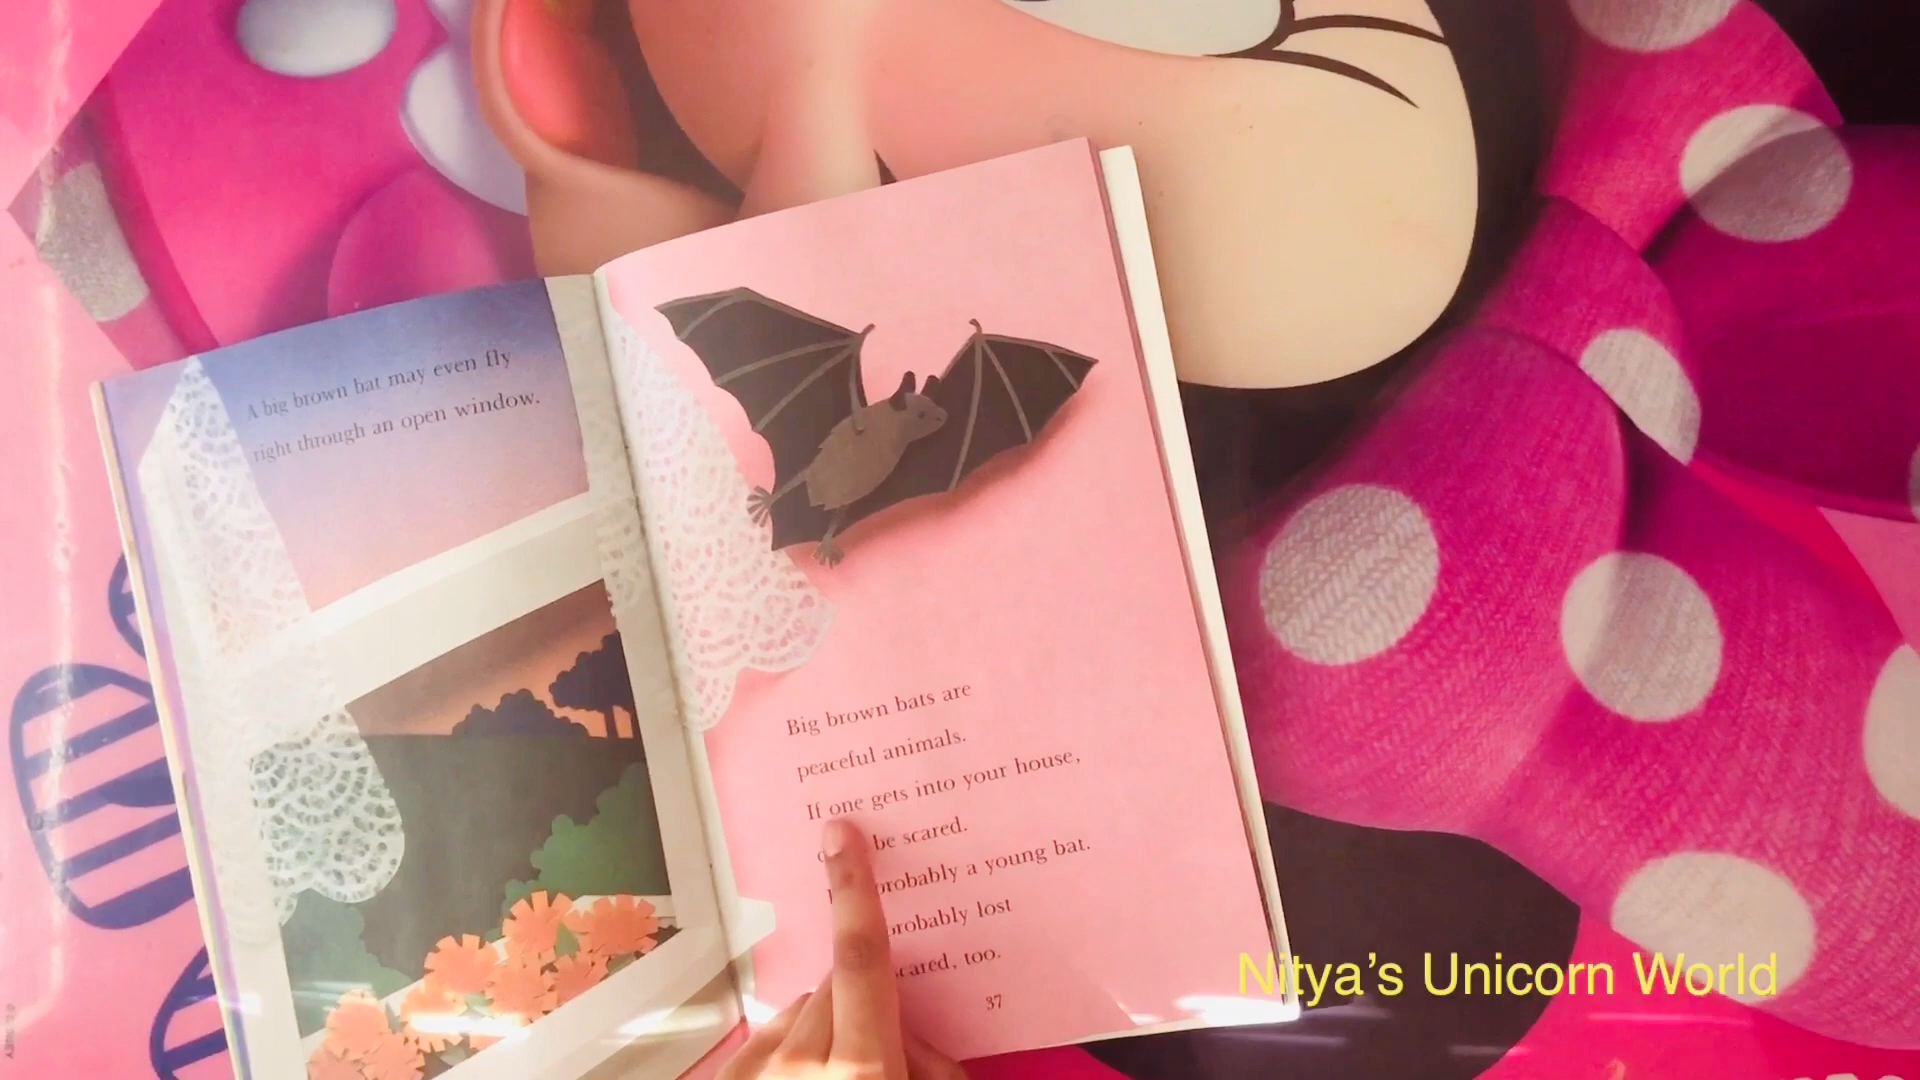 A big brown bat may even fly
right through an open window.
Big brown bats are
peaceful animals.
If one gets into your house,
be scared.
probably a young bat.
probably lost
scared, too.
37
Nitya's Unicorn World